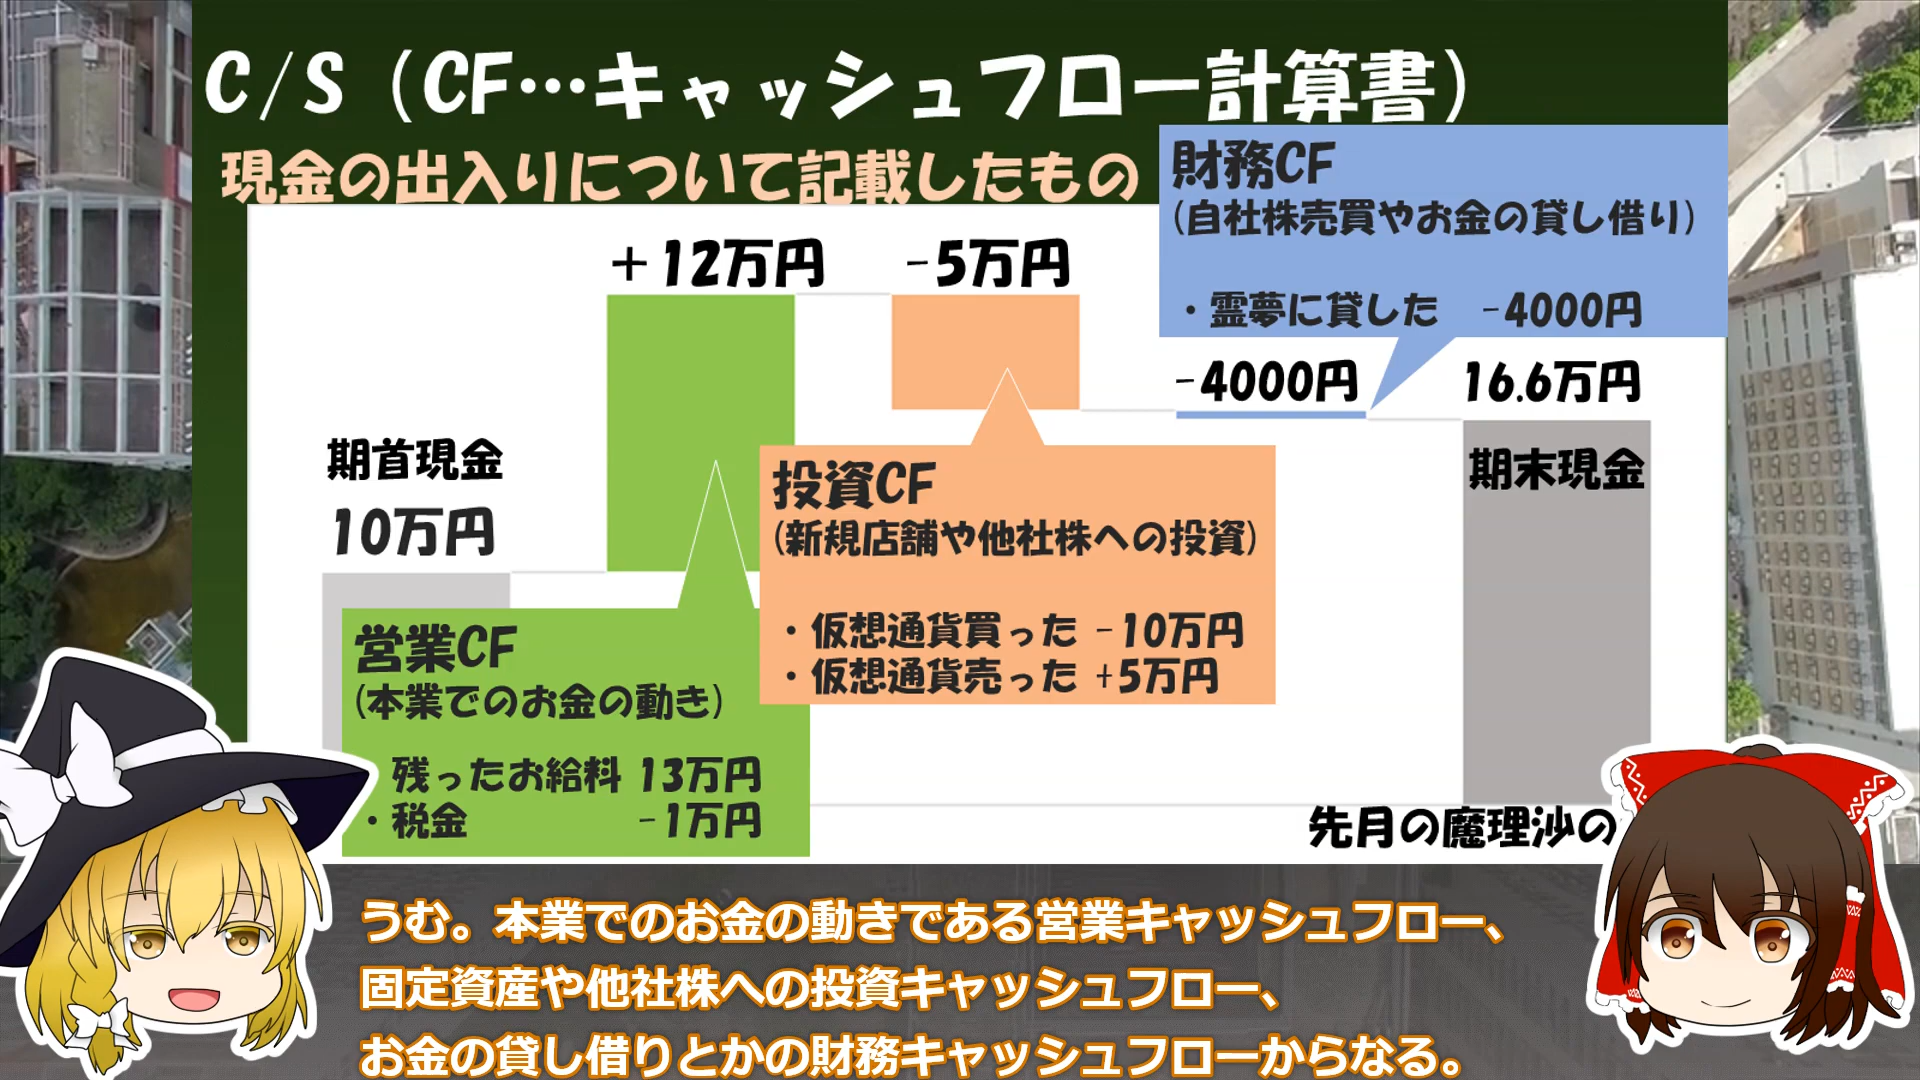 C/S（CF…キャッシュフロー計算書）
現金の出入りについて記載したもの
財務CF
(自社株売買やお金の貸し借り)
・霊夢に貸した -4000円
+12万円
-5万円
-4000円
16.6万円
期首現金
10万円
期末現金
投資CF
(新規店舗や他社株への投資)
・仮想通貨買った -10万円
・仮想通貨売った +5万円
営業CF
(本業でのお金の動き)
・残ったお給料 13万円
・税金 -1万円
先月の魔理沙の
うむ。本業でのお金の動きである営業キャッシュフロー、
固定資産や他社株への投資キャッシュフロー、
お金の貸し借りとかの財務キャッシュフローからなる。